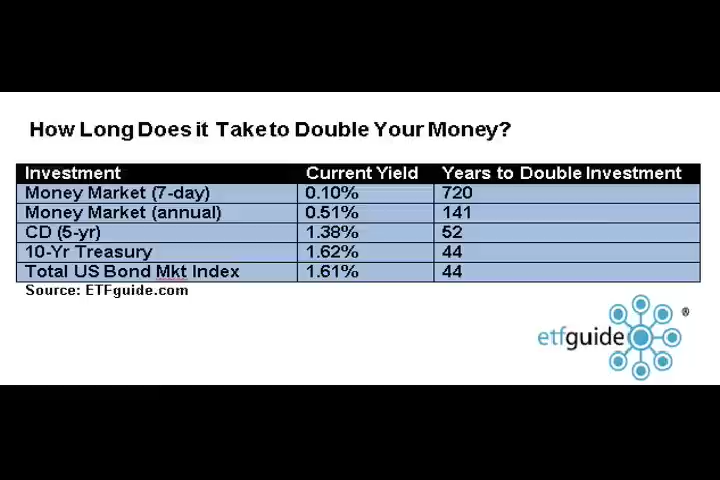 How Long Does it Take to Double Your Money?
Investment Current Yield Years to Double Investment
Money Market (7-day) 0.10% 720
Money Market (annual) 0.51% 141
CD (5-yr) 1.38% 52
10-Yr Treasury 1.62% 44
Total US Bond Mkt Index 1.61% 44
Source: ETFguide.com
etfguide ®